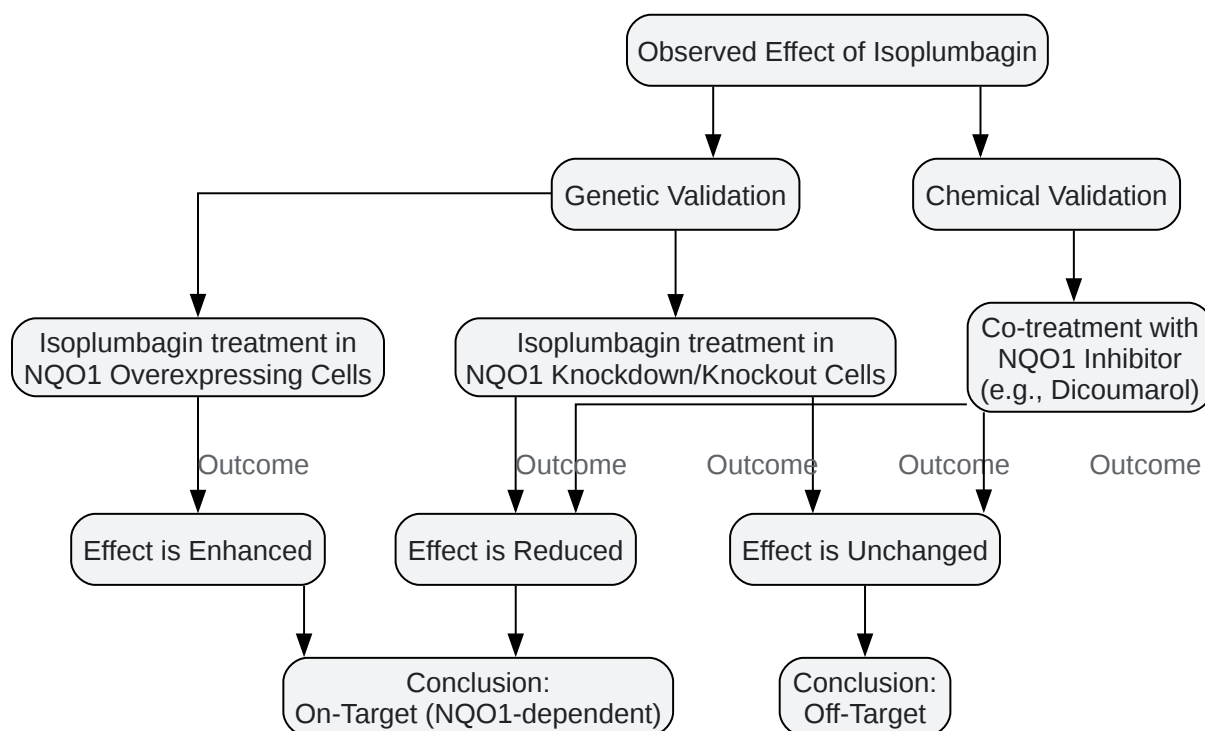 Observed Effect of Isoplumbagin
Genetic Validation
Chemical Validation
Isoplumbagin treatment in
NQO1 Overexpressing Cells
Isoplumbagin treatment in
NQO1 Knockdown/Knockout Cells
Co-treatment with
NQO1 Inhibitor
(e.g., Dicoumarol)
Outcome
Outcome
Outcome
Outcome
Outcome
Effect is Enhanced
Effect is Reduced
Effect is Unchanged
Conclusion:
On-Target (NQO1-dependent)
Conclusion:
Off-Target